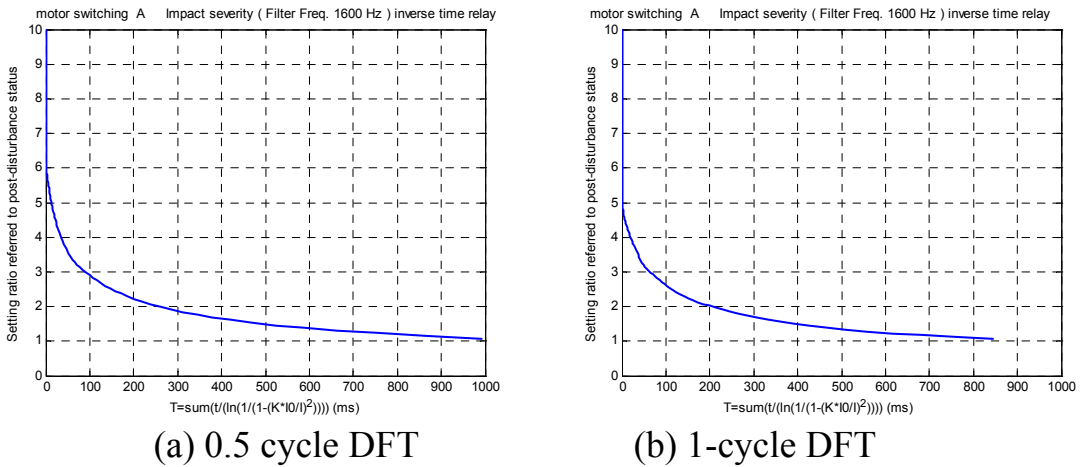 motor switching A Impact severity ( Filter Freq. 1600 Hz ) inverse time relay
Setting ratio referred to post-disturbance status
10
9
8
7
6
5
4
3
2
1
0
0 100 200 300 400 500 600 700 800 900 1000
T=sum(t/(ln(1/(1-(K*I0/I)2)))) (ms)
(a) 0.5 cycle DFT
motor switching A Impact severity ( Filter Freq. 1600 Hz ) inverse time relay
Setting ratio referred to post-disturbance status
10
9
8
7
6
5
4
3
2
1
0
0 100 200 300 400 500 600 700 800 900 1000
T=sum(t/(ln(1/(1-(K*I0/I)2)))) (ms)
(b) 1-cycle DFT